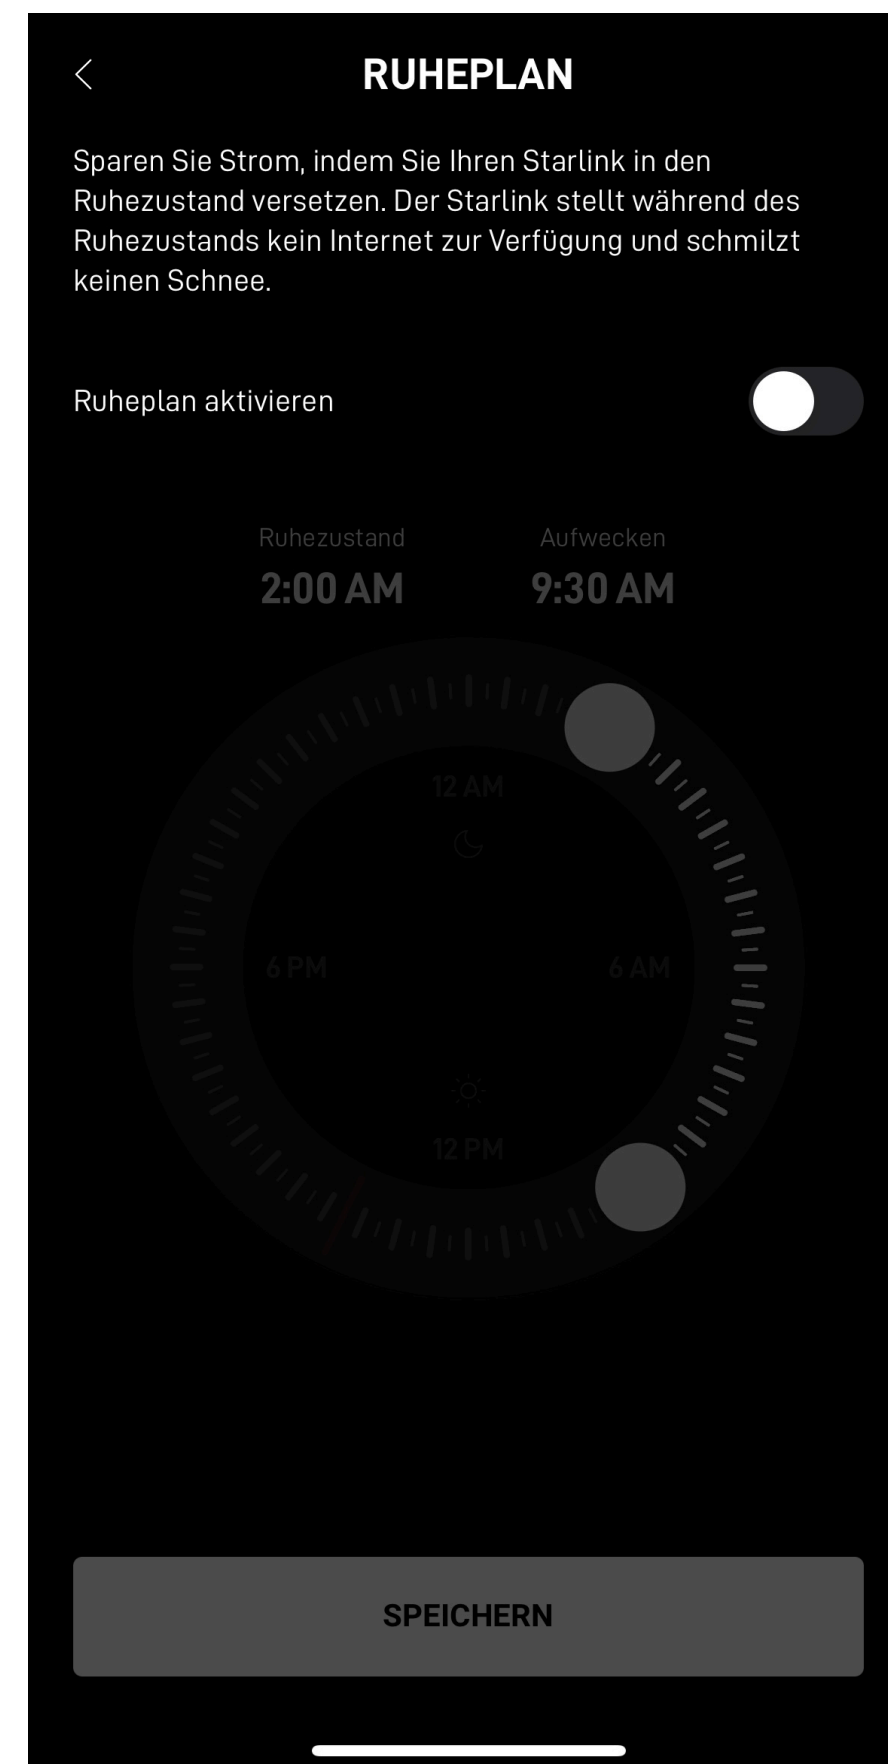 RUHEPLAN
Sparen Sie Strom, indem Sie Ihren Starlink in den
Ruhezustand versetzen. Der Starlink stellt während des
Ruhezustands kein Internet zur Verfügung und schmilzt
keinen Schnee.
Ruheplan aktivieren
Ruhezustand Aufwecken
2:00 AM 9:30 AM
12 AM
6 PM 6 AM
12 PM
SPEICHERN